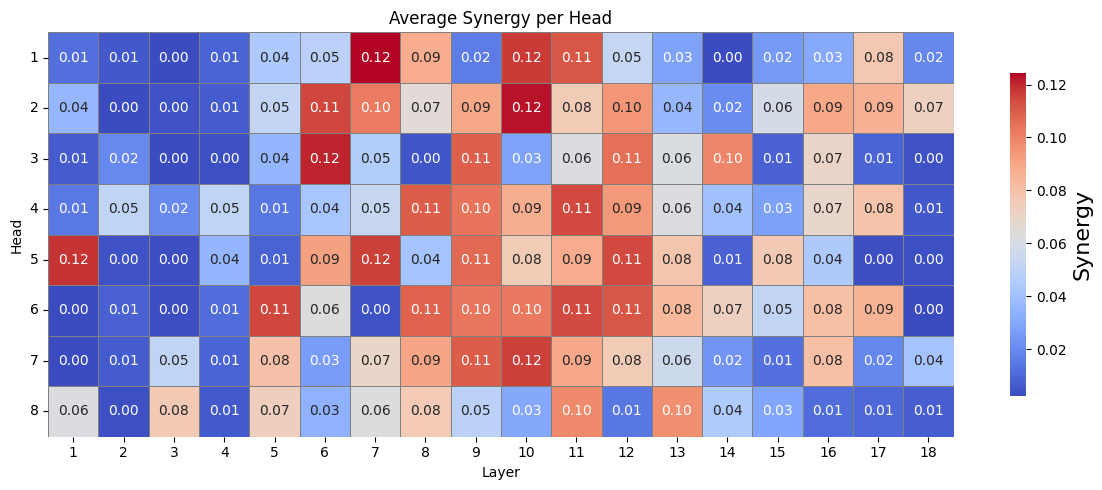 Average Synergy per Head
1 0.01 0.01 0.00 0.01 0.04 0.05 0.12 0.09 0.02 0.12 0.11 0.05 0.03 0.00 0.02 0.03 0.08 0.02
2 0.04 0.00 0.00 0.01 0.05 0.11 0.10 0.07 0.09 0.12 0.08 0.10 0.04 0.02 0.06 0.09 0.09 0.07
3 0.01 0.02 0.00 0.00 0.04 0.12 0.05 0.00 0.11 0.03 0.06 0.11 0.06 0.10 0.01 0.07 0.01 0.00
4 0.01 0.05 0.02 0.05 0.01 0.04 0.05 0.11 0.10 0.09 0.11 0.09 0.06 0.04 0.03 0.07 0.08 0.01
5 0.12 0.00 0.00 0.04 0.01 0.09 0.12 0.04 0.11 0.08 0.09 0.11 0.08 0.01 0.08 0.04 0.00 0.00
6 0.00 0.01 0.00 0.01 0.11 0.06 0.00 0.11 0.10 0.10 0.11 0.11 0.08 0.07 0.05 0.08 0.09 0.00
7 0.00 0.01 0.05 0.01 0.08 0.03 0.07 0.09 0.11 0.12 0.09 0.08 0.06 0.02 0.01 0.08 0.02 0.04
8 0.06 0.00 0.08 0.01 0.07 0.03 0.06 0.08 0.05 0.03 0.10 0.01 0.10 0.04 0.03 0.01 0.01 0.01
1 2 3 4 5 6 7 8 9 10 11 12 13 14 15 16 17 18
Layer
Head
0.12
0.10
0.08
0.06
0.04
0.02
Synergy